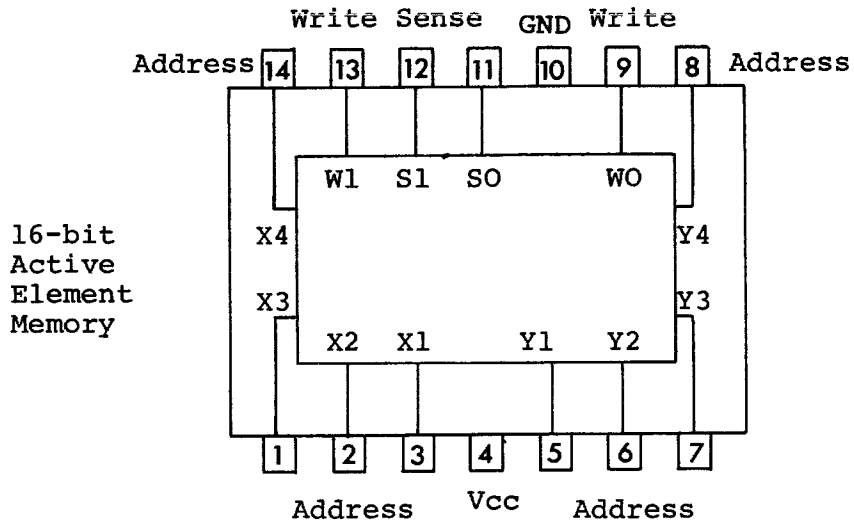 Write Sense GND Write
Address 14 13 12 11 10 9 8 Address
W1 S1 S0 W0
16-bit X4 Y4
Active
Element X3 Y3
Memory
X2 X1 Y1 Y2
1 2 3 4 5 6 7
Address Vcc Address